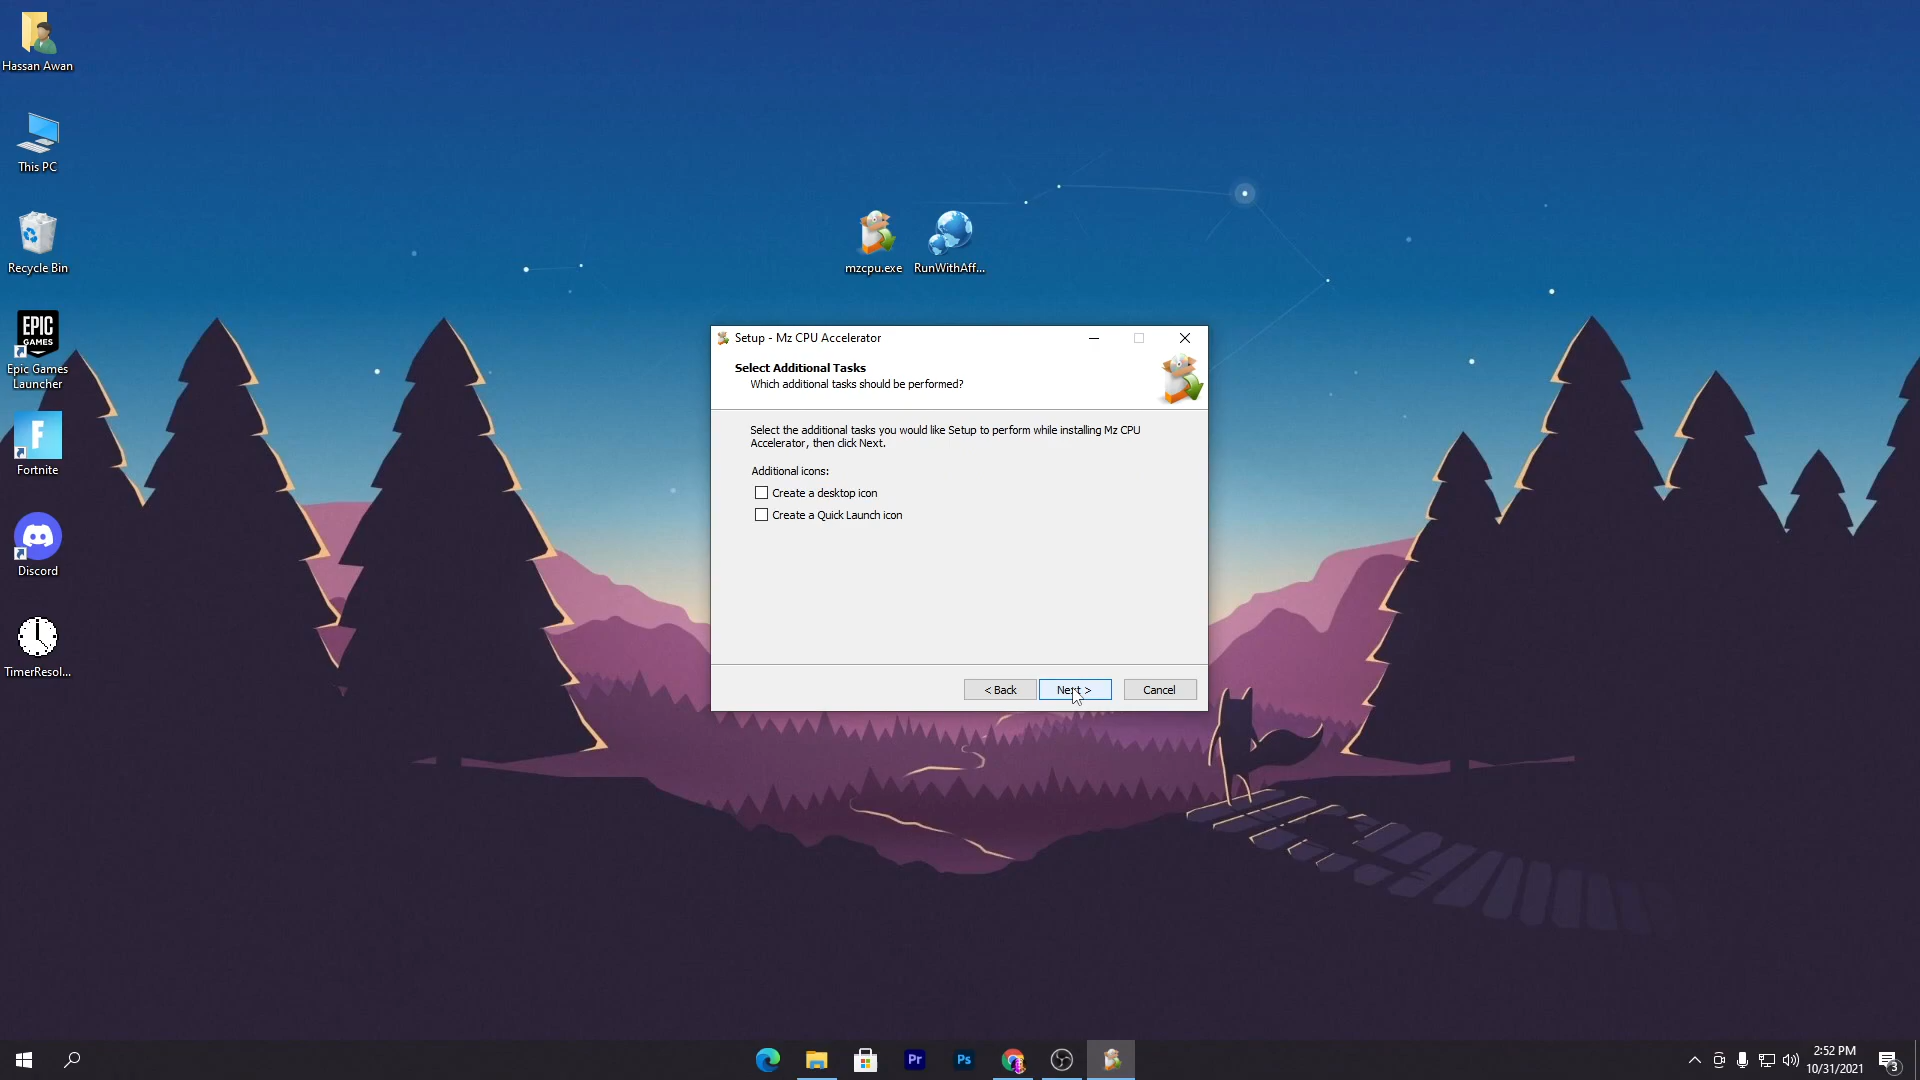 Hassan Awan
This PC
Recycle Bin
EPIC
GAMES
Epic Games
Launcher
F
Fortnite
Discord
TimerResol...
mzcpu.exe
RunWithAff...
Setup - Mz CPU Accelerator
Select Additional Tasks
Which additional tasks should be performed?
Select the additional tasks you would like Setup to perform while installing Mz CPU
Accelerator, then click Next.
Additional icons:
Create a desktop icon
Create a Quick Launch icon
< Back
Next >
Cancel
Pr
Ps
2:52 PM
10/31/2021
3